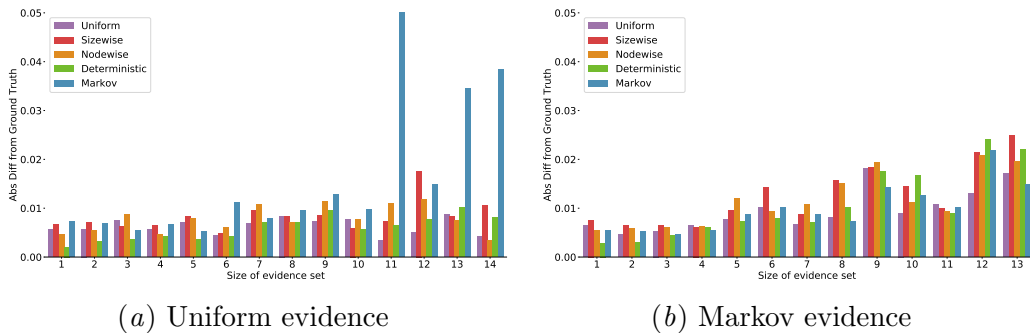 0.05
0.04
0.03
0.02
0.01
0.00
Abs Diff from Ground Truth
Uniform
Sizewise
Nodewise
Deterministic
Markov
1 2 3 4 5 6 7 8 9 10 11 12 13 14
Size of evidence set
(a) Uniform evidence
0.05
0.04
0.03
0.02
0.01
0.00
Abs Diff from Ground Truth
Uniform
Sizewise
Nodewise
Deterministic
Markov
1 2 3 4 5 6 7 8 9 10 11 12 13
Size of evidence set
(b) Markov evidence